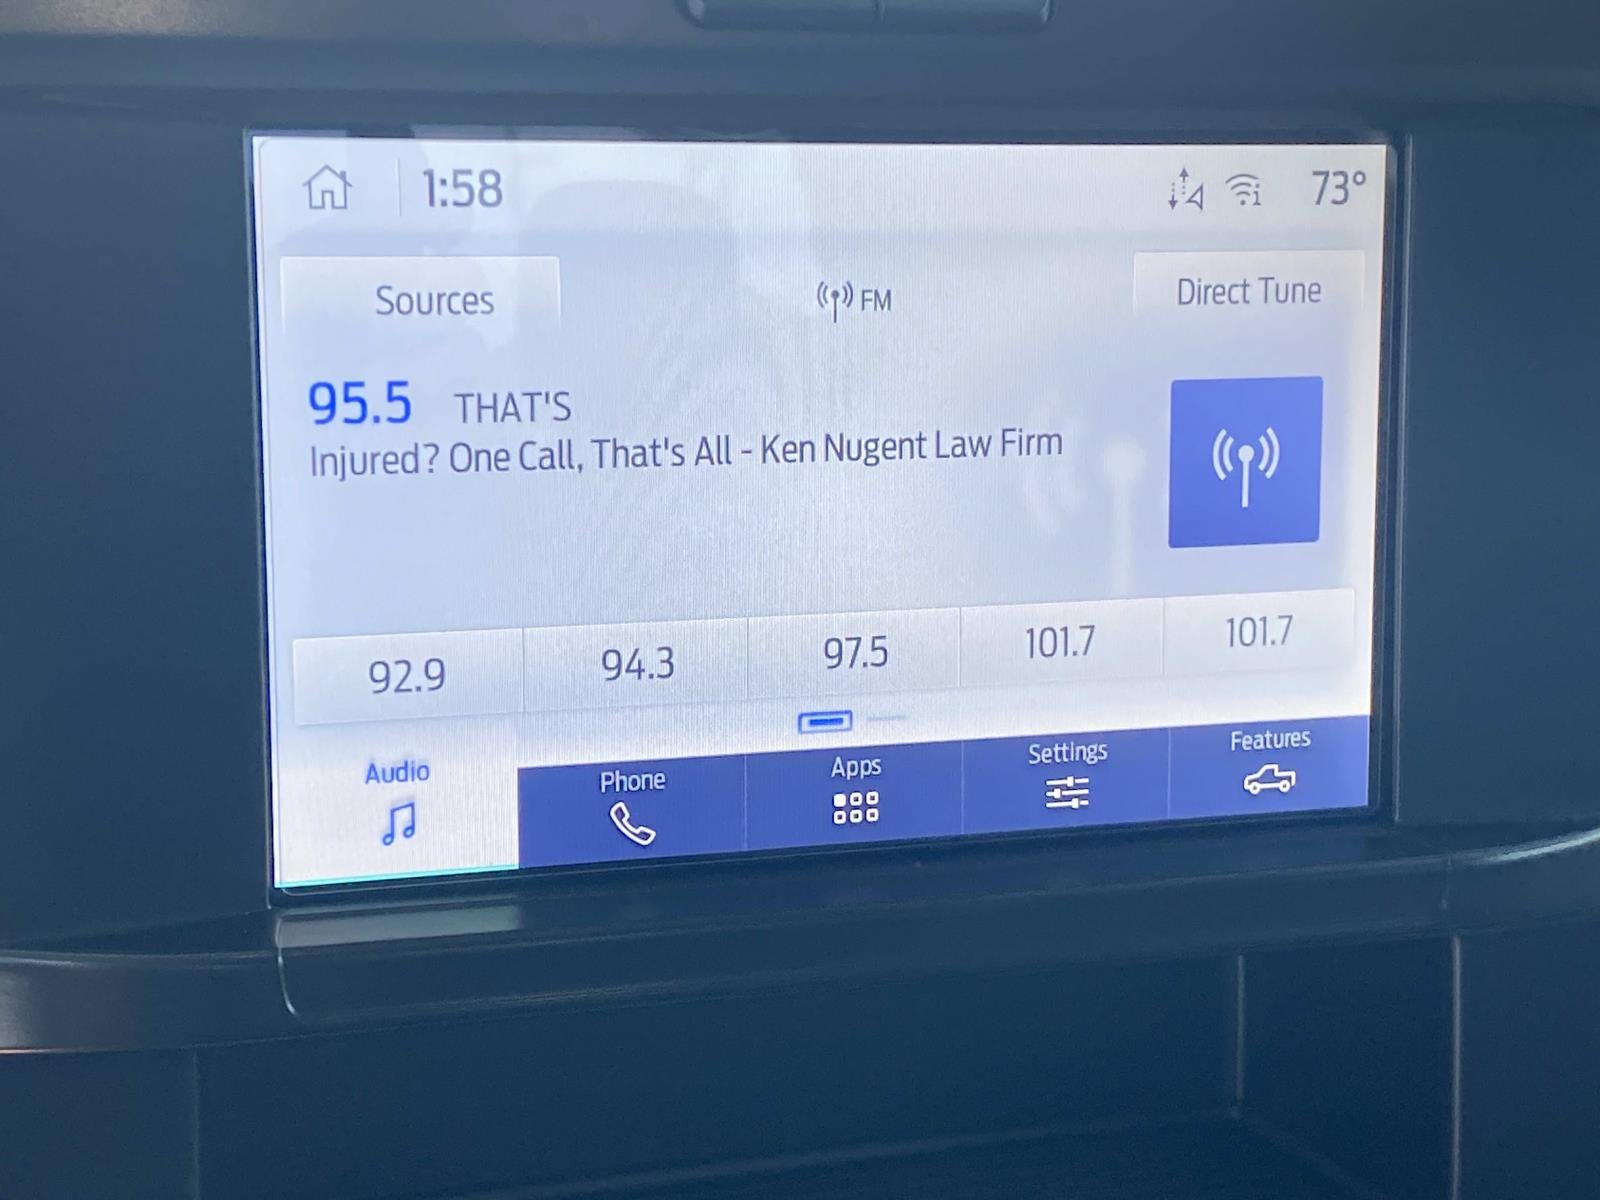 1:58 73°
Sources FM Direct Tune
95.5 THAT'S
Injured? One Call, That's All - Ken Nugent Law Firm
92.9 94.3 97.5 101.7 101.7
Audio Phone Apps Settings Features